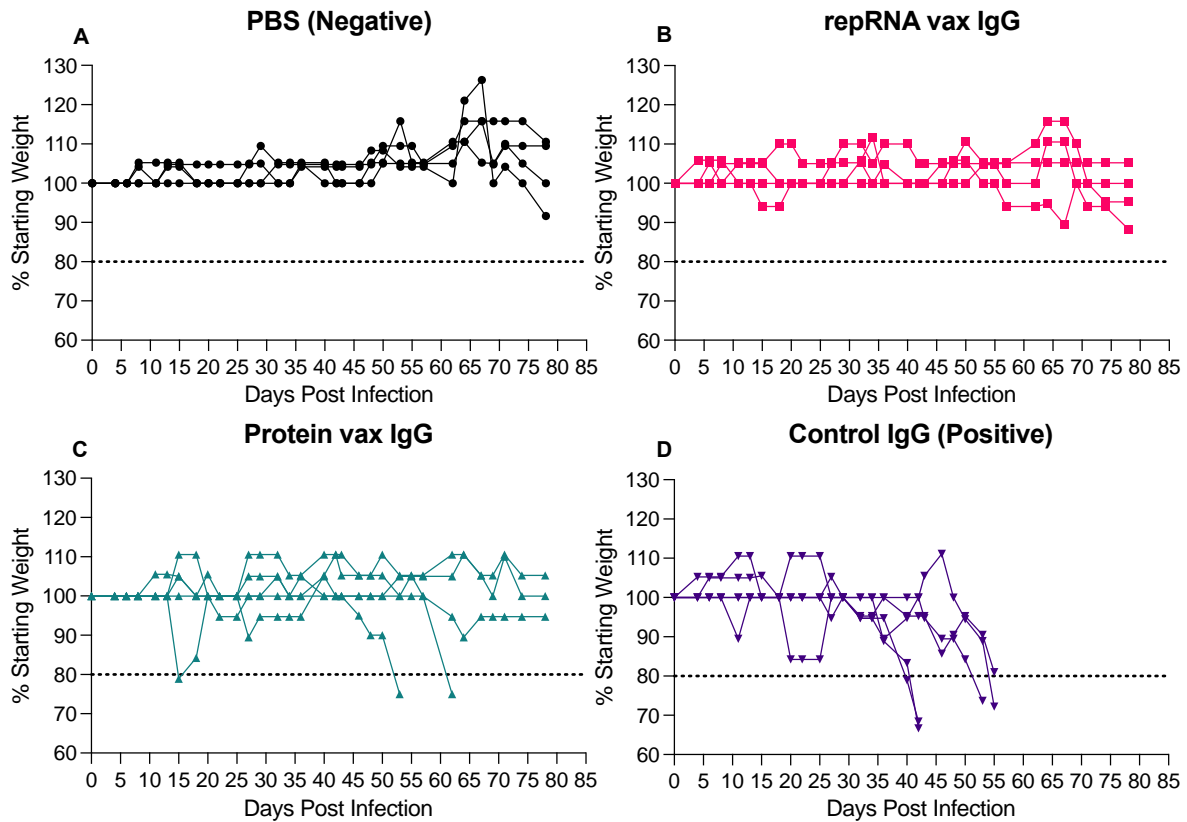 A
PBS (Negative)
% Starting Weight
130
120
110
100
90
80
70
60
0 5 10 15 20 25 30 35 40 45 50 55 60 65 70 75 80 85
Days Post Infection
B
repRNA vax IgG
% Starting Weight
130
120
110
100
90
80
70
60
0 5 10 15 20 25 30 35 40 45 50 55 60 65 70 75 80 85
Days Post Infection
C
Protein vax IgG
% Starting Weight
130
120
110
100
90
80
70
60
0 5 10 15 20 25 30 35 40 45 50 55 60 65 70 75 80 85
Days Post Infection
D
Control IgG (Positive)
% Starting Weight
130
120
110
100
90
80
70
60
0 5 10 15 20 25 30 35 40 45 50 55 60 65 70 75 80 85
Days Post Infection